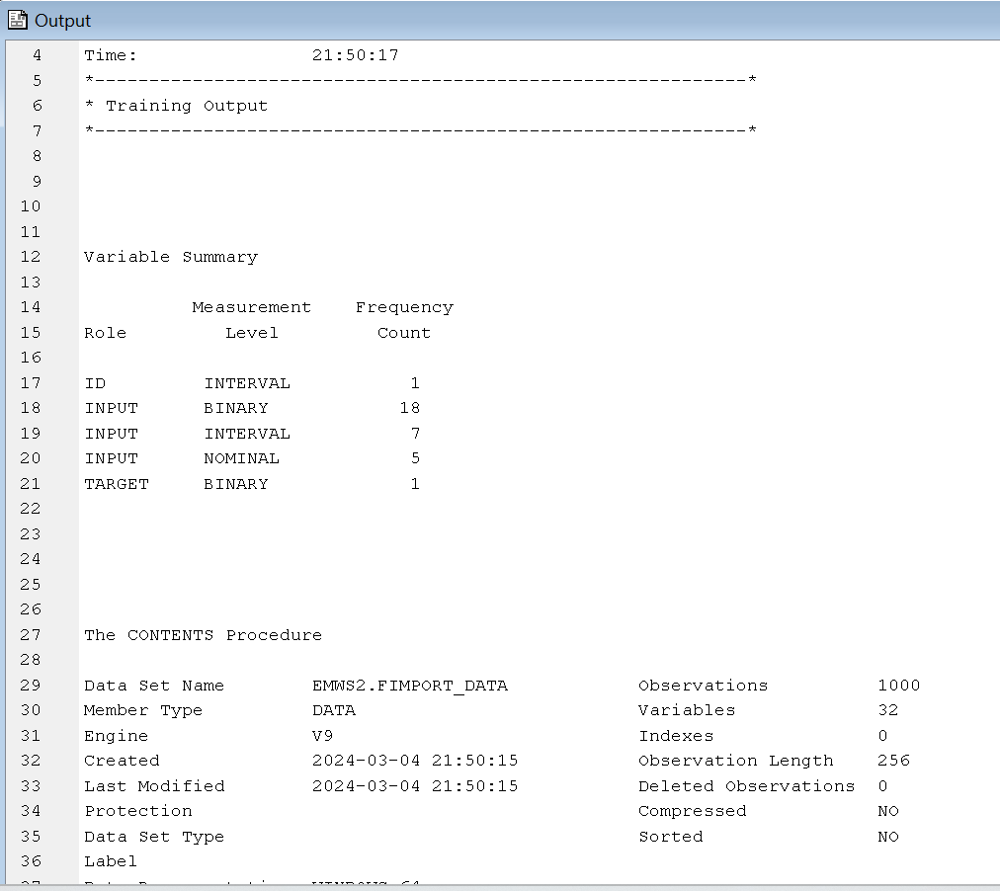 Output
4 Time: 21:50:17
5 *------------------------------------------------------------*
6 * Training Output
7 *------------------------------------------------------------*
8
9
10
11
12 Variable Summary
13
14 Measurement Frequency
15 Role Level Count
16
17 ID INTERVAL 1
18 INPUT BINARY 18
19 INPUT INTERVAL 7
20 INPUT NOMINAL 5
21 TARGET BINARY 1
22
23
24
25
26
27 The CONTENTS Procedure
28
29 Data Set Name EMWS2.FIMPORT_DATA Observations 1000
30 Member Type DATA Variables 32
31 Engine V9 Indexes 0
32 Created 2024-03-04 21:50:15 Observation Length 256
33 Last Modified 2024-03-04 21:50:15 Deleted Observations 0
34 Protection Compressed NO
35 Data Set Type Sorted NO
36 Label